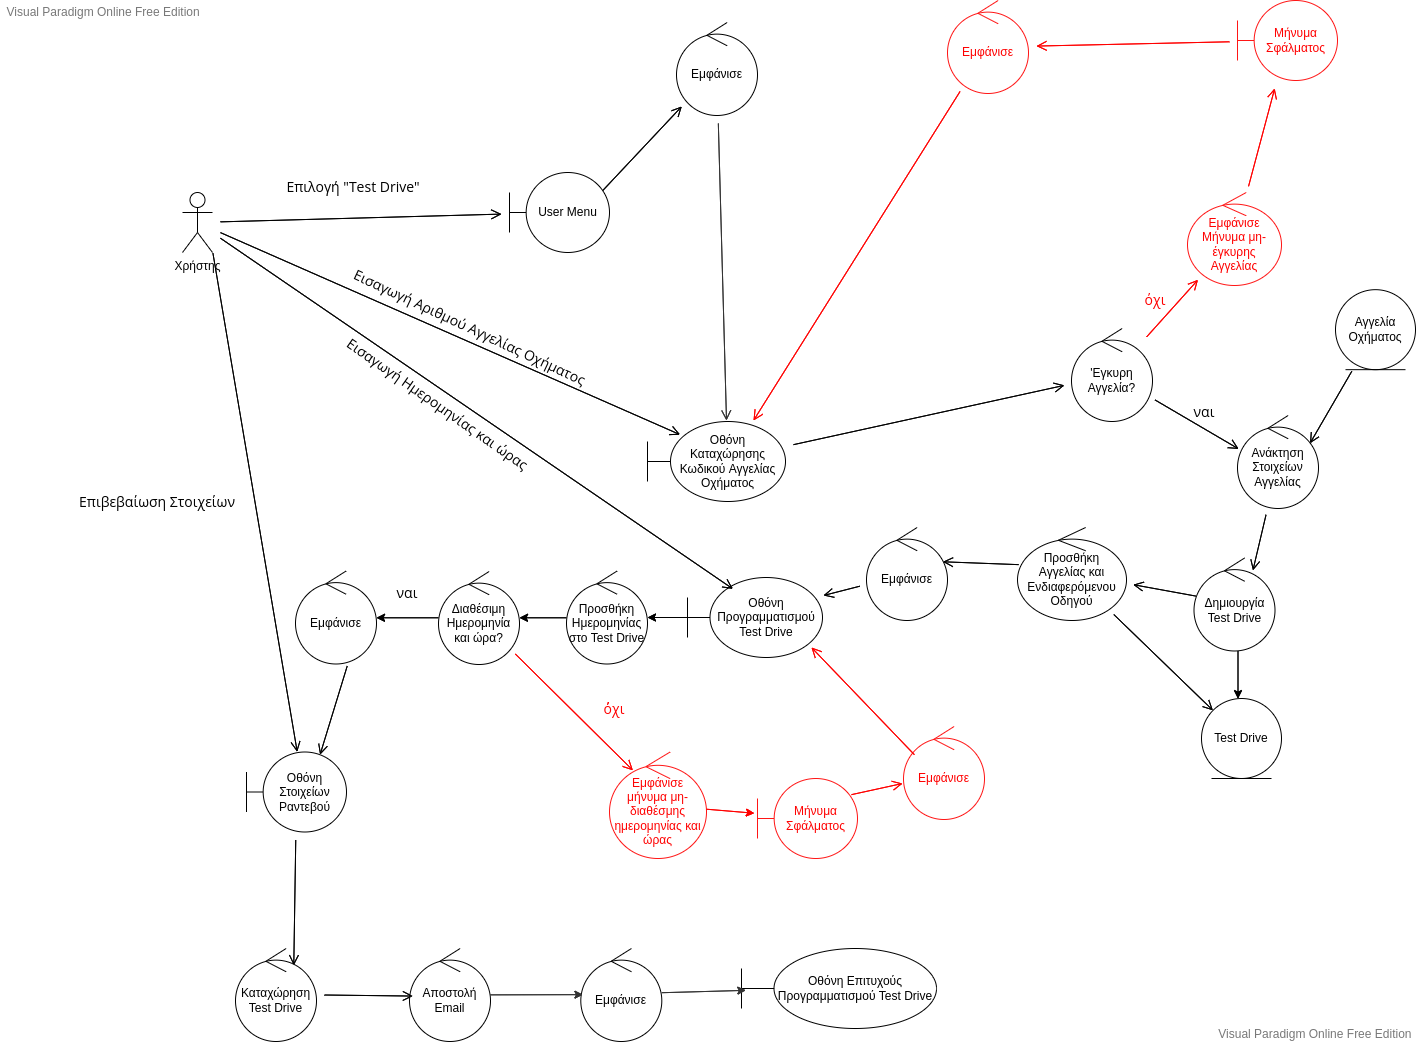 Visual Paradigm Online Free Edition
Εμφάνισε
Εμφάνισε
Μήνυμα
Σφάλματος
Επιλογή "Test Drive"
User Menu
Χρήστης
Εμφάνισε
Μήνυμα μη-
έγκυρης
Αγγελίας
όχι
Αγγελία
Οχήματος
Εισαγωγή Αριθμού Αγγελίας Οχήματος
Εισαγωγή Ημερομηνίας και ώρας
'Εγκυρη
Αγγελία?
ναι
Οθόνη
Καταχώρησης
Κωδικού Αγγελίας
Οχήματος
Ανάκτηση
Στοιχείων
Αγγελίας
Επιβεβαίωση Στοιχείων
Προσθήκη
Αγγελίας και
Ενδιαφερόμενου
Οδηγού
Εμφάνισε
Δημιουργία
Test Drive
Οθόνη
Προγραμματισμού
Test Drive
Προσθήκη
Ημερομηνίας
στο Test Drive
Διαθέσιμη
Ημερομηνία
και ώρα?
ναι
Εμφάνισε
όχι
Test Drive
Οθόνη
Στοιχείων
Ραντεβού
Εμφάνισε
μήνυμα μη-
διαθέσμης
ημερομηνίας και
ώρας
Μήνυμα
Σφάλματος
Εμφάνισε
Καταχώρηση
Test Drive
Αποστολή
Email
Εμφάνισε
Οθόνη Επιτυχούς
Προγραμματισμού Test Drive
Visual Paradigm Online Free Edition